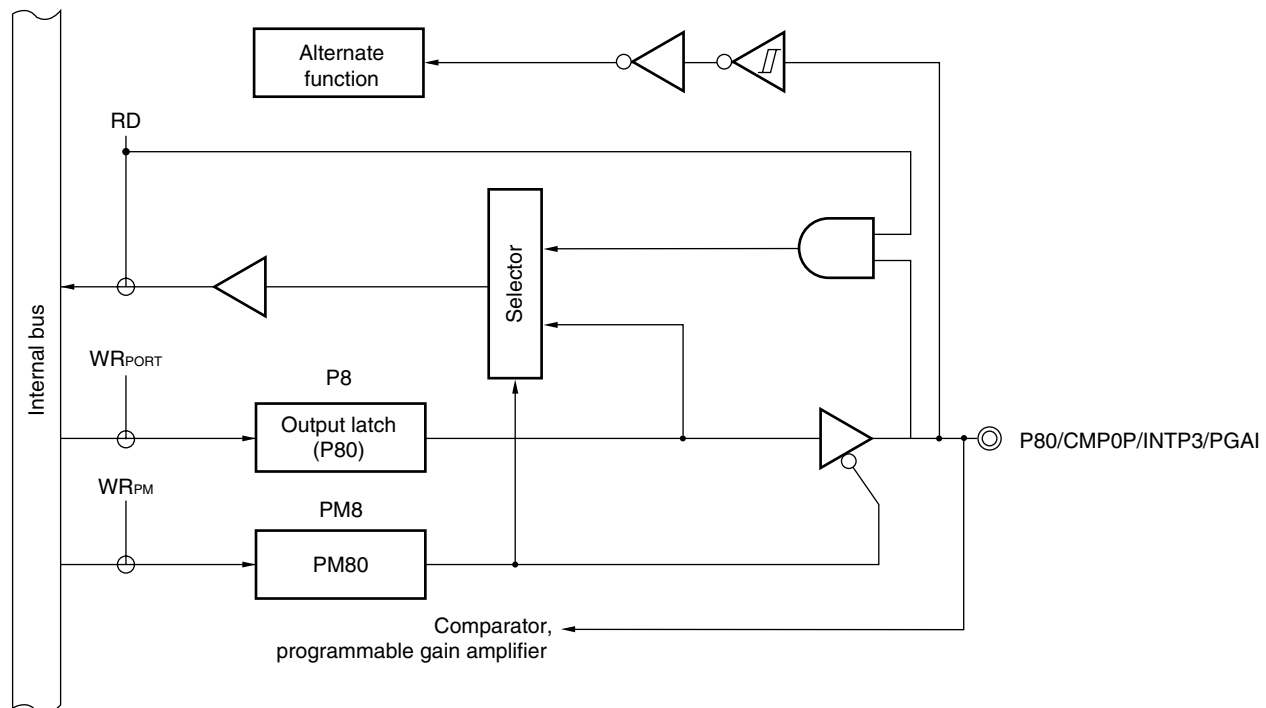 Alternate
function
RD
Selector
Internal bus
WRPORT
P8
Output latch
(P80)
P80/CMP0P/INTP3/PGAI
WRPM
PM8
PM80
Comparator,
programmable gain amplifier